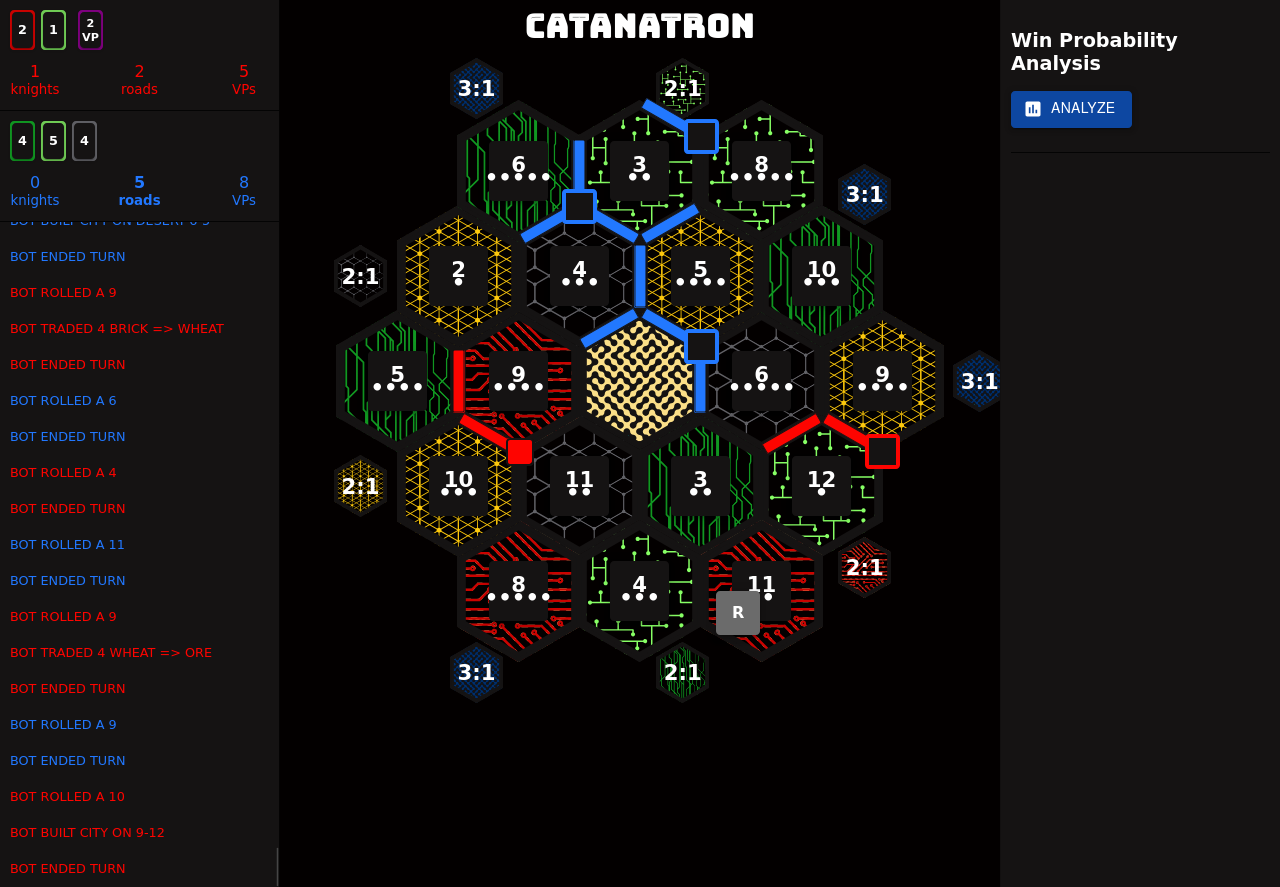 2 1 2 VP
1 2 5
knights roads VPs
4 5 4
0 5 8
knights roads VPs
BOT ENDED TURN
BOT ROLLED A 9
BOT TRADED 4 BRICK => WHEAT
BOT ENDED TURN
BOT ROLLED A 6
BOT ENDED TURN
BOT ROLLED A 4
BOT ENDED TURN
BOT ROLLED A 11
BOT ENDED TURN
BOT ROLLED A 9
BOT TRADED 4 WHEAT => ORE
BOT ENDED TURN
BOT ROLLED A 9
BOT ENDED TURN
BOT ROLLED A 10
BOT BUILT CITY ON 9-12
BOT ENDED TURN
CATANATRON
3:1 2:1
6 3 8
3:1
2:1 2 4 5 10
5 9 6 9 3:1
2:1 10 11 3 12
8 4 11 2:1
R
3:1 2:1
Win Probability
Analysis
ANALYZE